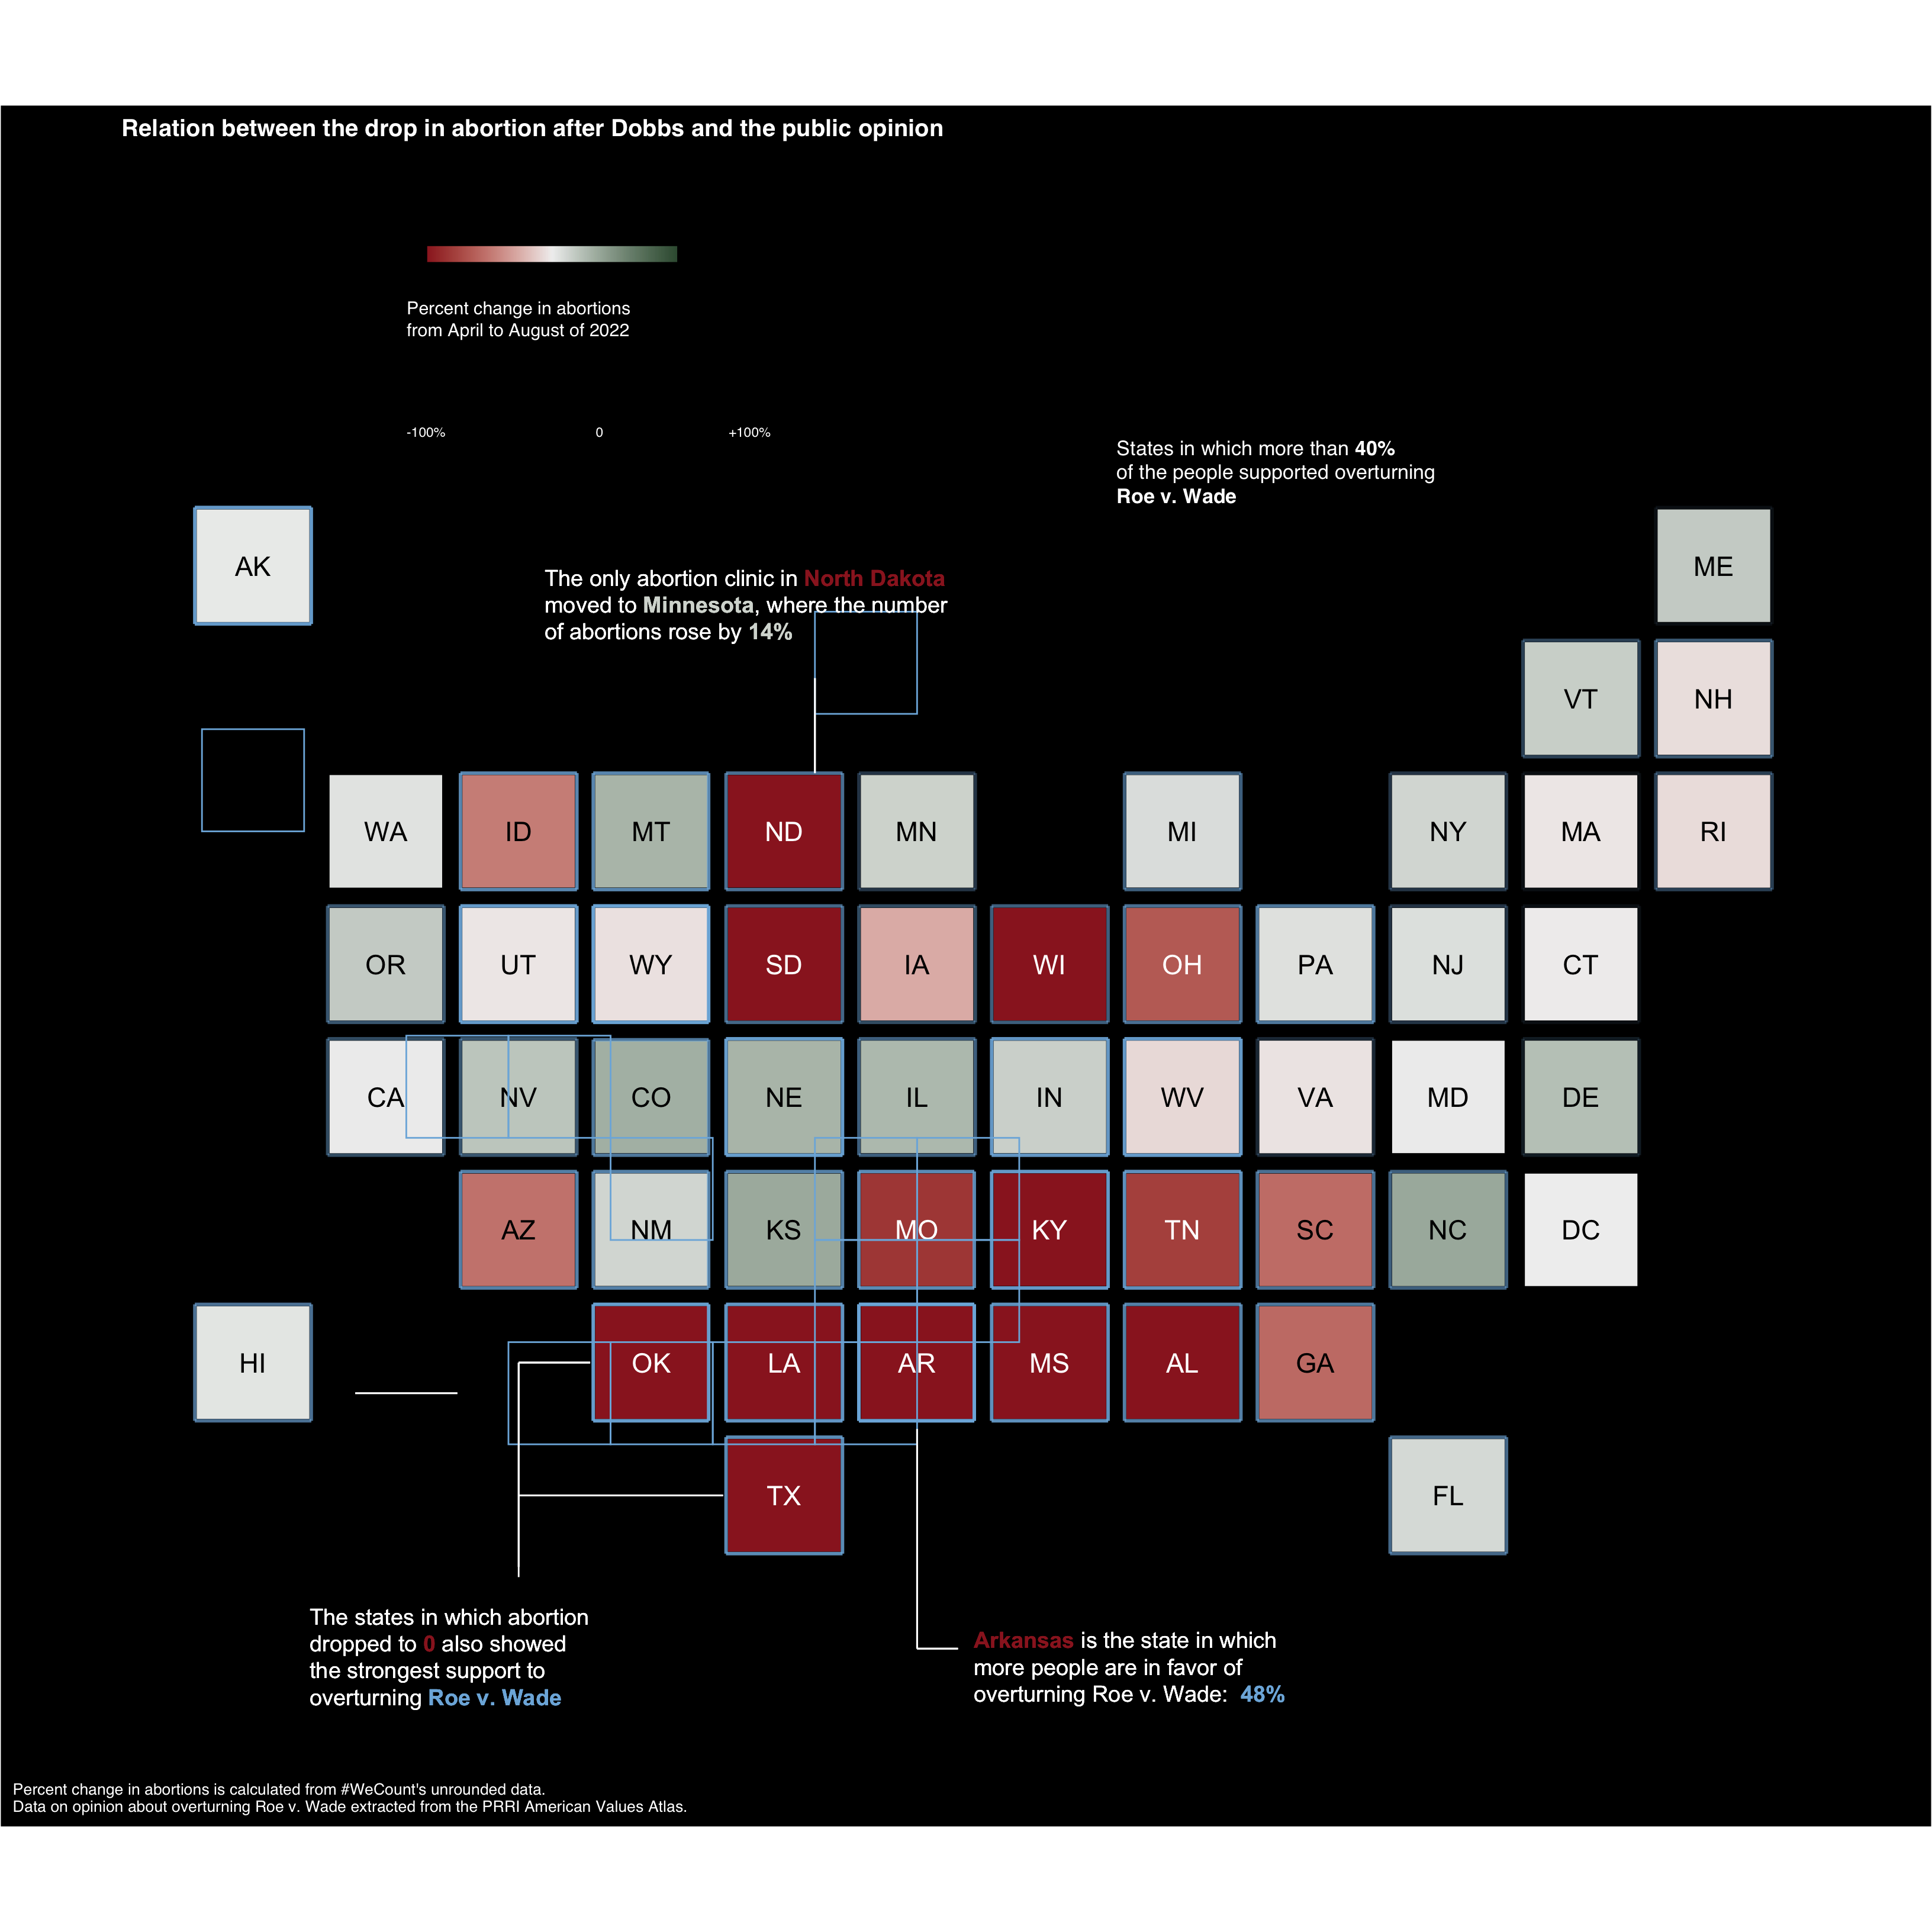 Relation between the drop in abortion after Dobbs and the public opinion
Percent change in abortions
from April to August of 2022
-100% 0 +100%
States in which more than 40%
of the people supported overturning
Roe v. Wade
AK
ME
The only abortion clinic in North Dakota
moved to Minnesota, where the number
of abortions rose by 14%
VT NH
WA ID MT ND MN MI NY MA RI
OR UT WY SD IA WI OH PA NJ CT
CA NV CO NE IL IN WV VA MD DE
AZ NM KS MO KY TN SC NC DC
HI OK LA AR MS AL GA
TX FL
The states in which abortion
dropped to 0 also showed
the strongest support to
overturning Roe v. Wade
Arkansas is the state in which
more people are in favor of
overturning Roe v. Wade: 48%
Percent change in abortions is calculated from #WeCount's unrounded data.
Data on opinion about overturning Roe v. Wade extracted from the PRRI American Values Atlas.